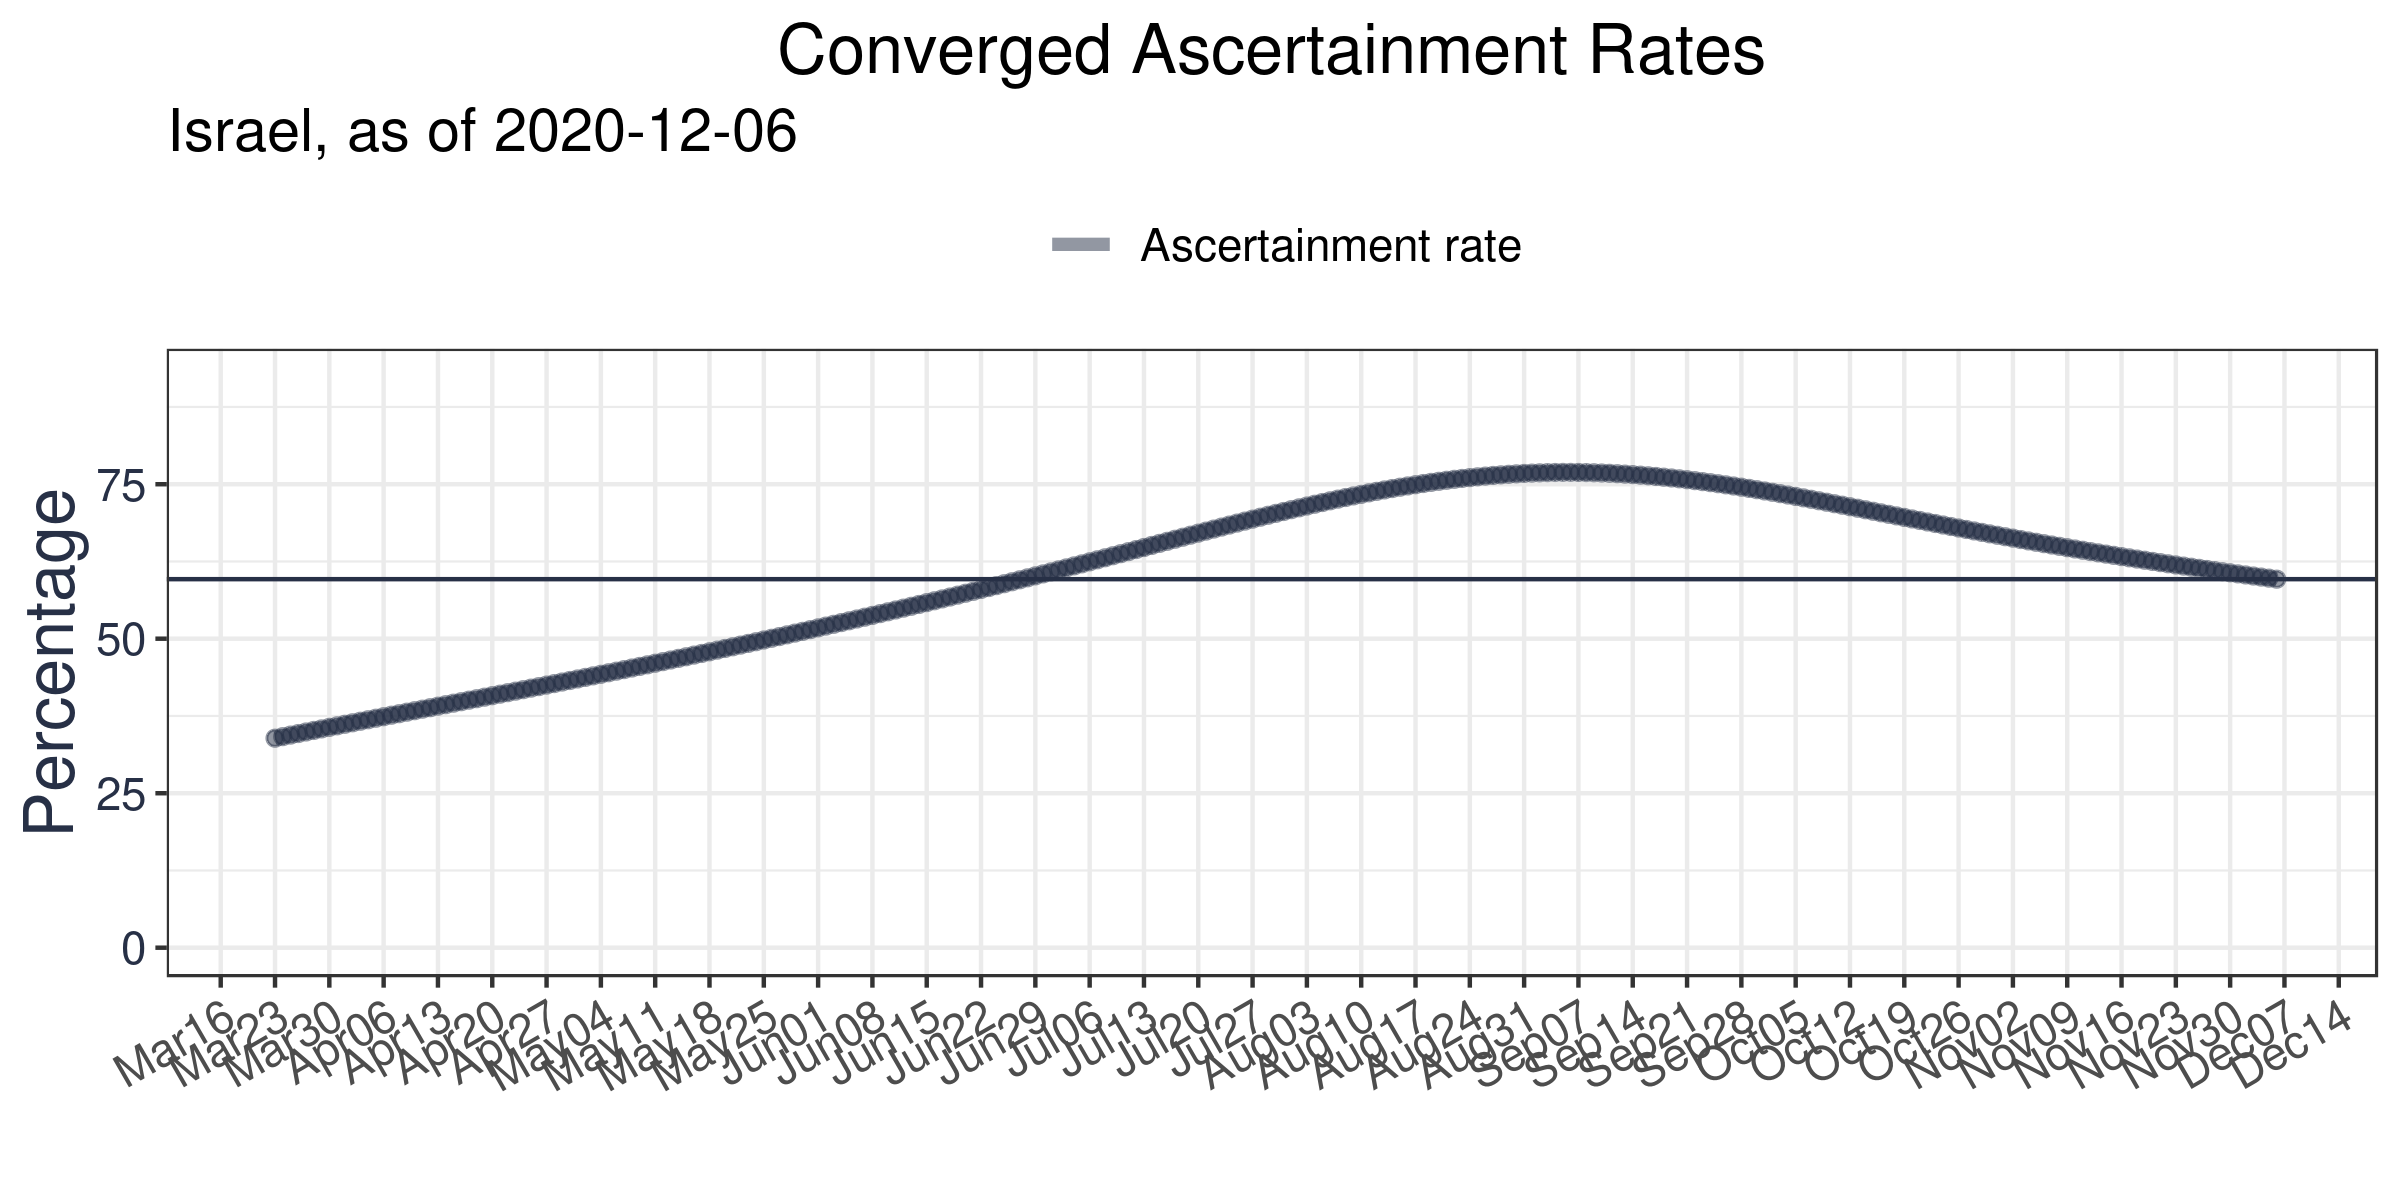 Converged Ascertainment Rates
Israel, as of 2020-12-06
Ascertainment rate
Percentage
75
50
25
0
Mar16
Mar23
Mar30
Apr06
Apr13
Apr20
Apr27
May04
May11
May18
May25
Jun01
Jun08
Jun15
Jun22
Jun29
Jul06
Jul13
Jul20
Jul27
Aug03
Aug10
Aug17
Aug24
Aug31
Sep07
Sep14
Sep21
Sep28
Oct05
Oct12
Oct19
Oct26
Nov02
Nov09
Nov16
Nov23
Nov30
Dec07
Dec14